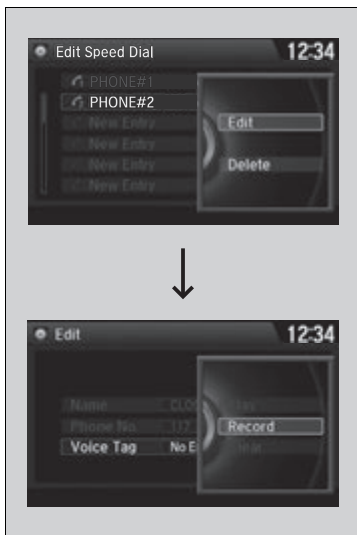 Edit Speed Dial 12:34
PHONE#1
PHONE#2
New Entry
New Entry
New Entry
New Entry
Edit
Delete
Edit 12:34
Name
Phone No.
Voice Tag No E
Record